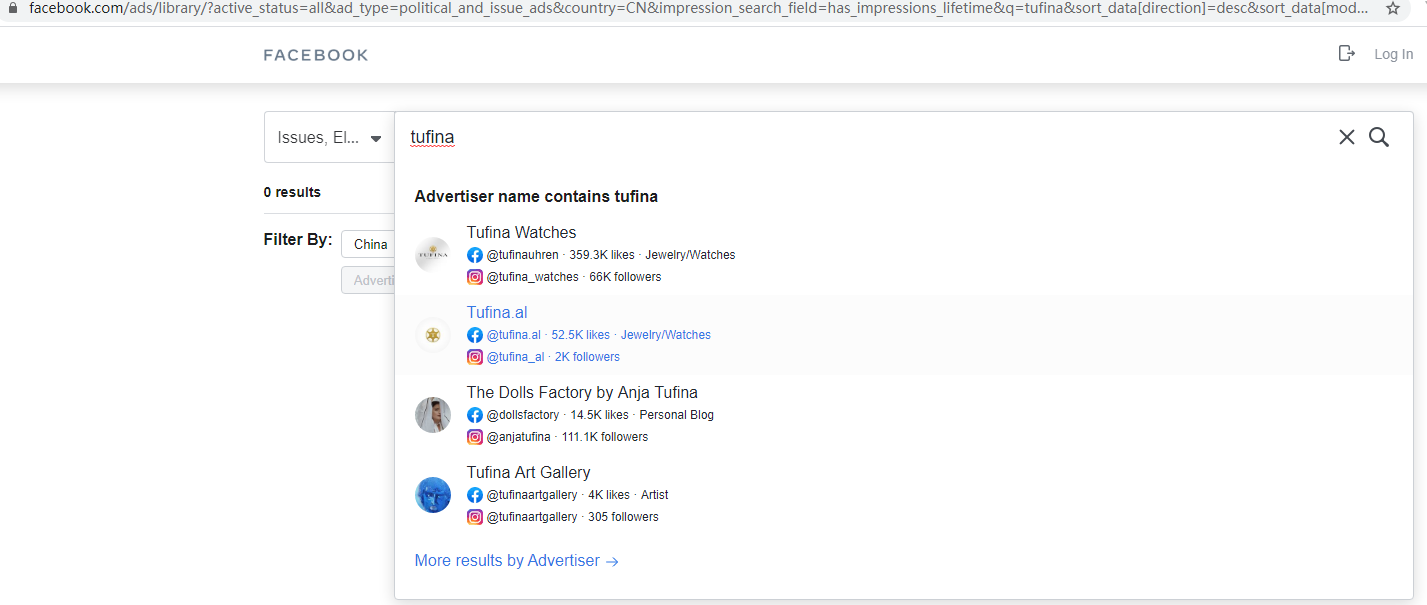 facebook.com/ads/library/?active_status=all&ad_type=political_and_issue_ads&country=CN&impression_search_field=has_impressions_lifetime&q=tufina&sort_data[direction]=desc&sort_data[mod...
FACEBOOK
Log In
Issues, El...
tufina
0 results
Advertiser name contains tufina
Filter By:
China
Adverti
Tufina Watches
@tufinauhren · 359.3K likes · Jewelry/Watches
@tufina_watches · 66K followers
TUFINA
Tufina.al
@tufina.al · 52.5K likes · Jewelry/Watches
@tufina_al · 2K followers
The Dolls Factory by Anja Tufina
@dollsfactory · 14.5K likes · Personal Blog
@anjatufina · 111.1K followers
Tufina Art Gallery
@tufinaartgallery · 4K likes · Artist
@tufinaartgallery · 305 followers
More results by Advertiser →